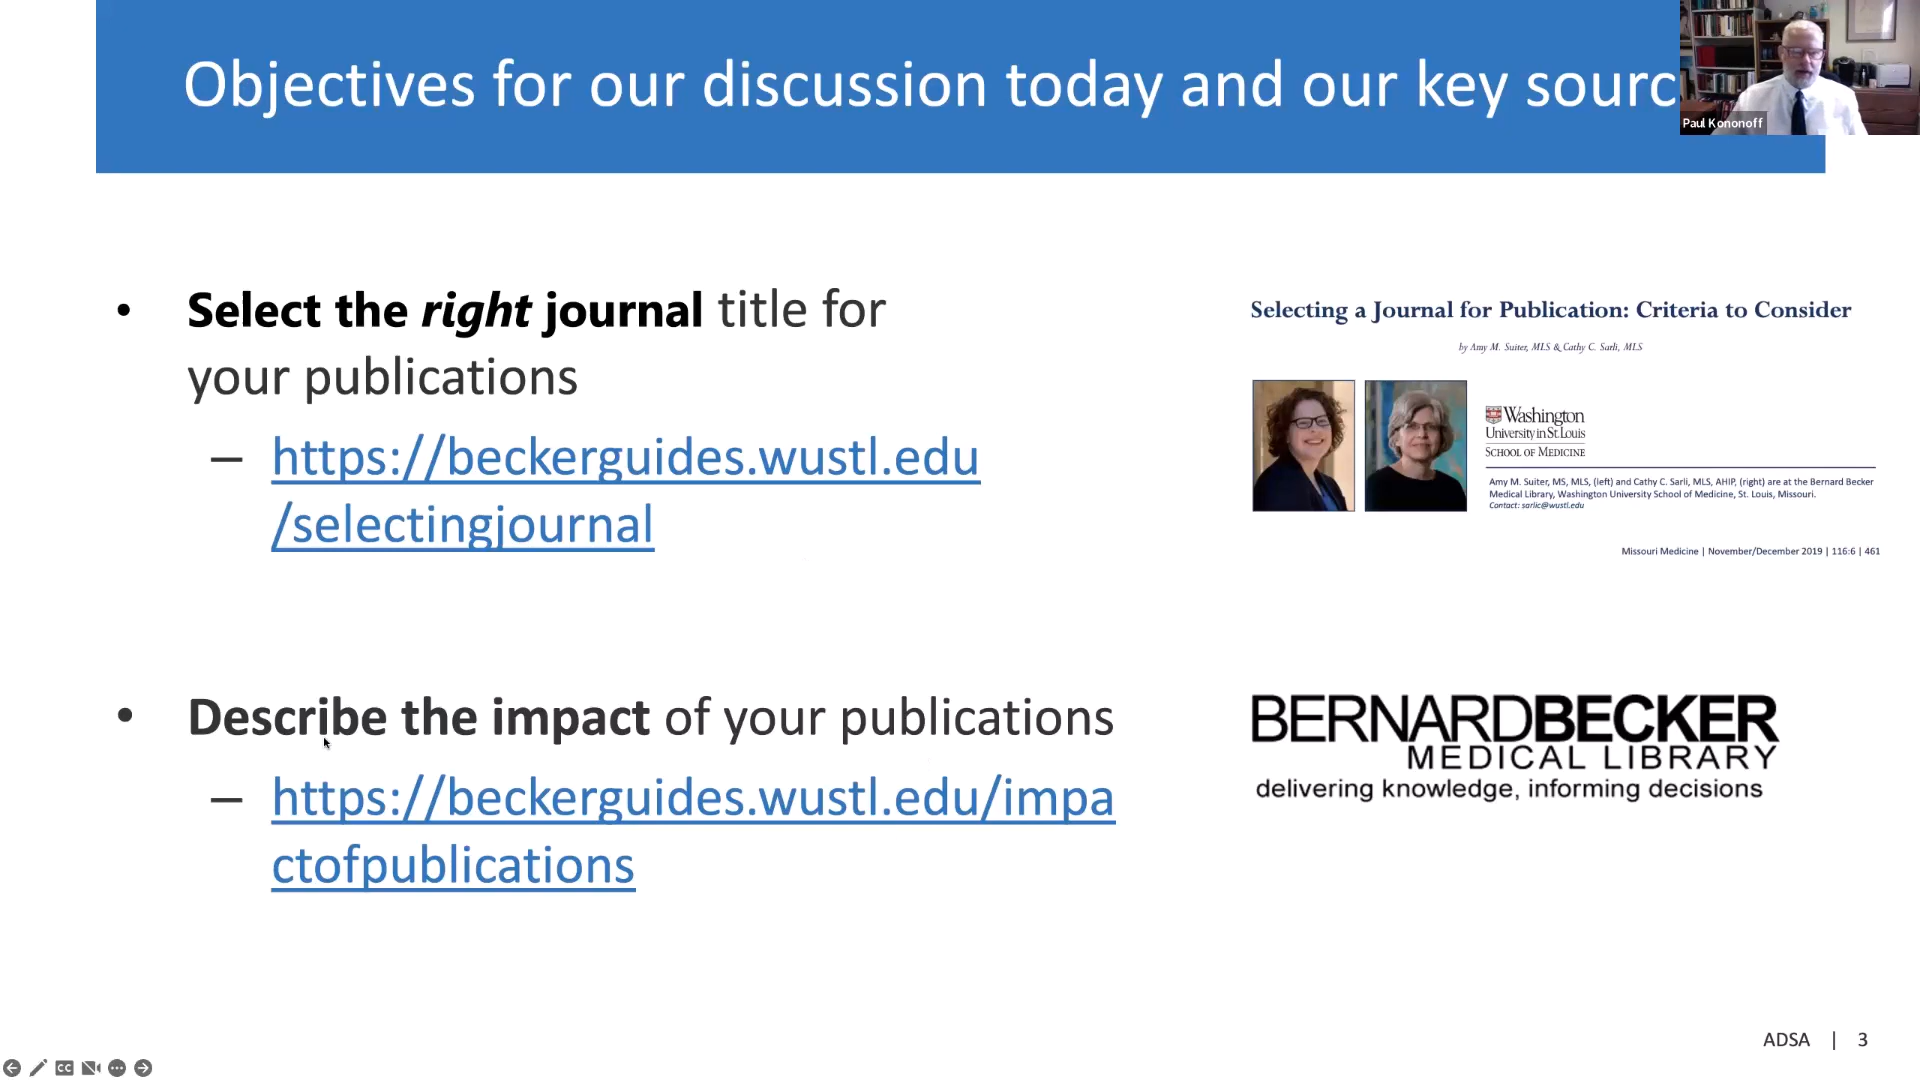 Objectives for our discussion today and our key sourc
Paul Kononoff
• Select the right journal title for
your publications
– https://beckerguides.wustl.edu
/selectingjournal
• Describe the impact of your publications
– https://beckerguides.wustl.edu/impa
ctofpublications
Selecting a Journal for Publication: Criteria to Consider
by Amy M. Suiter, MLS & Cathy C. Sarli, MLS
Washington
University in St. Louis
SCHOOL OF MEDICINE
Amy M. Suiter, MS, MLS, (left) and Cathy C. Sarli, MLS, AHIP, (right) are at the Bernard Becker
Medical Library, Washington University School of Medicine, St. Louis, Missouri.
Contact: sarlic@wustl.edu
Missouri Medicine | November/December 2019 | 116:6 | 461
BERNARDBECKER
MEDICAL LIBRARY
delivering knowledge, informing decisions
ADSA | 3
CC